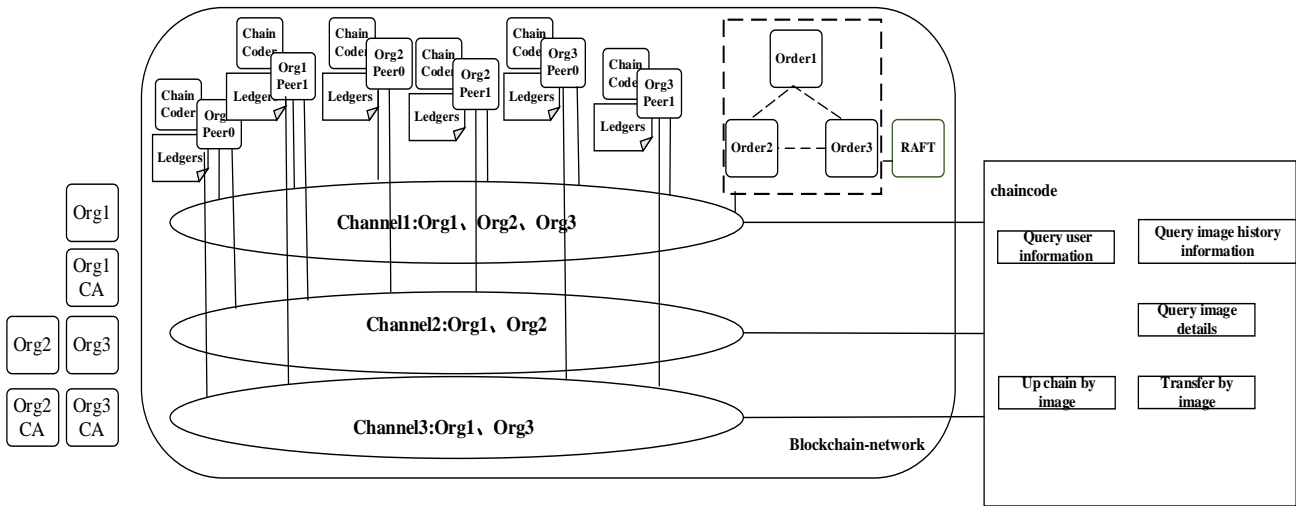 Chain
Coder
Ledgers
Org
Peer0
Chain
Coder
Ledgers
Org1
Peer1
Chain
Coder
Ledgers
Org2
Peer0
Chain
Coder
Ledgers
Org2
Peer1
Chain
Coder
Ledgers
Org3
Peer0
Chain
Coder
Ledgers
Org3
Peer1
Order1
Order2
Order3
RAFT
Org1
Org1
CA
Org2
Org3
Org2
CA
Org3
CA
Channel1:Org1、Org2、Org3
Channel2:Org1、Org2
Channel3:Org1、Org3
Blockchain-network
chaincode
Query user
information
Query image history
information
Query image
details
Up chain by
image
Transfer by
image